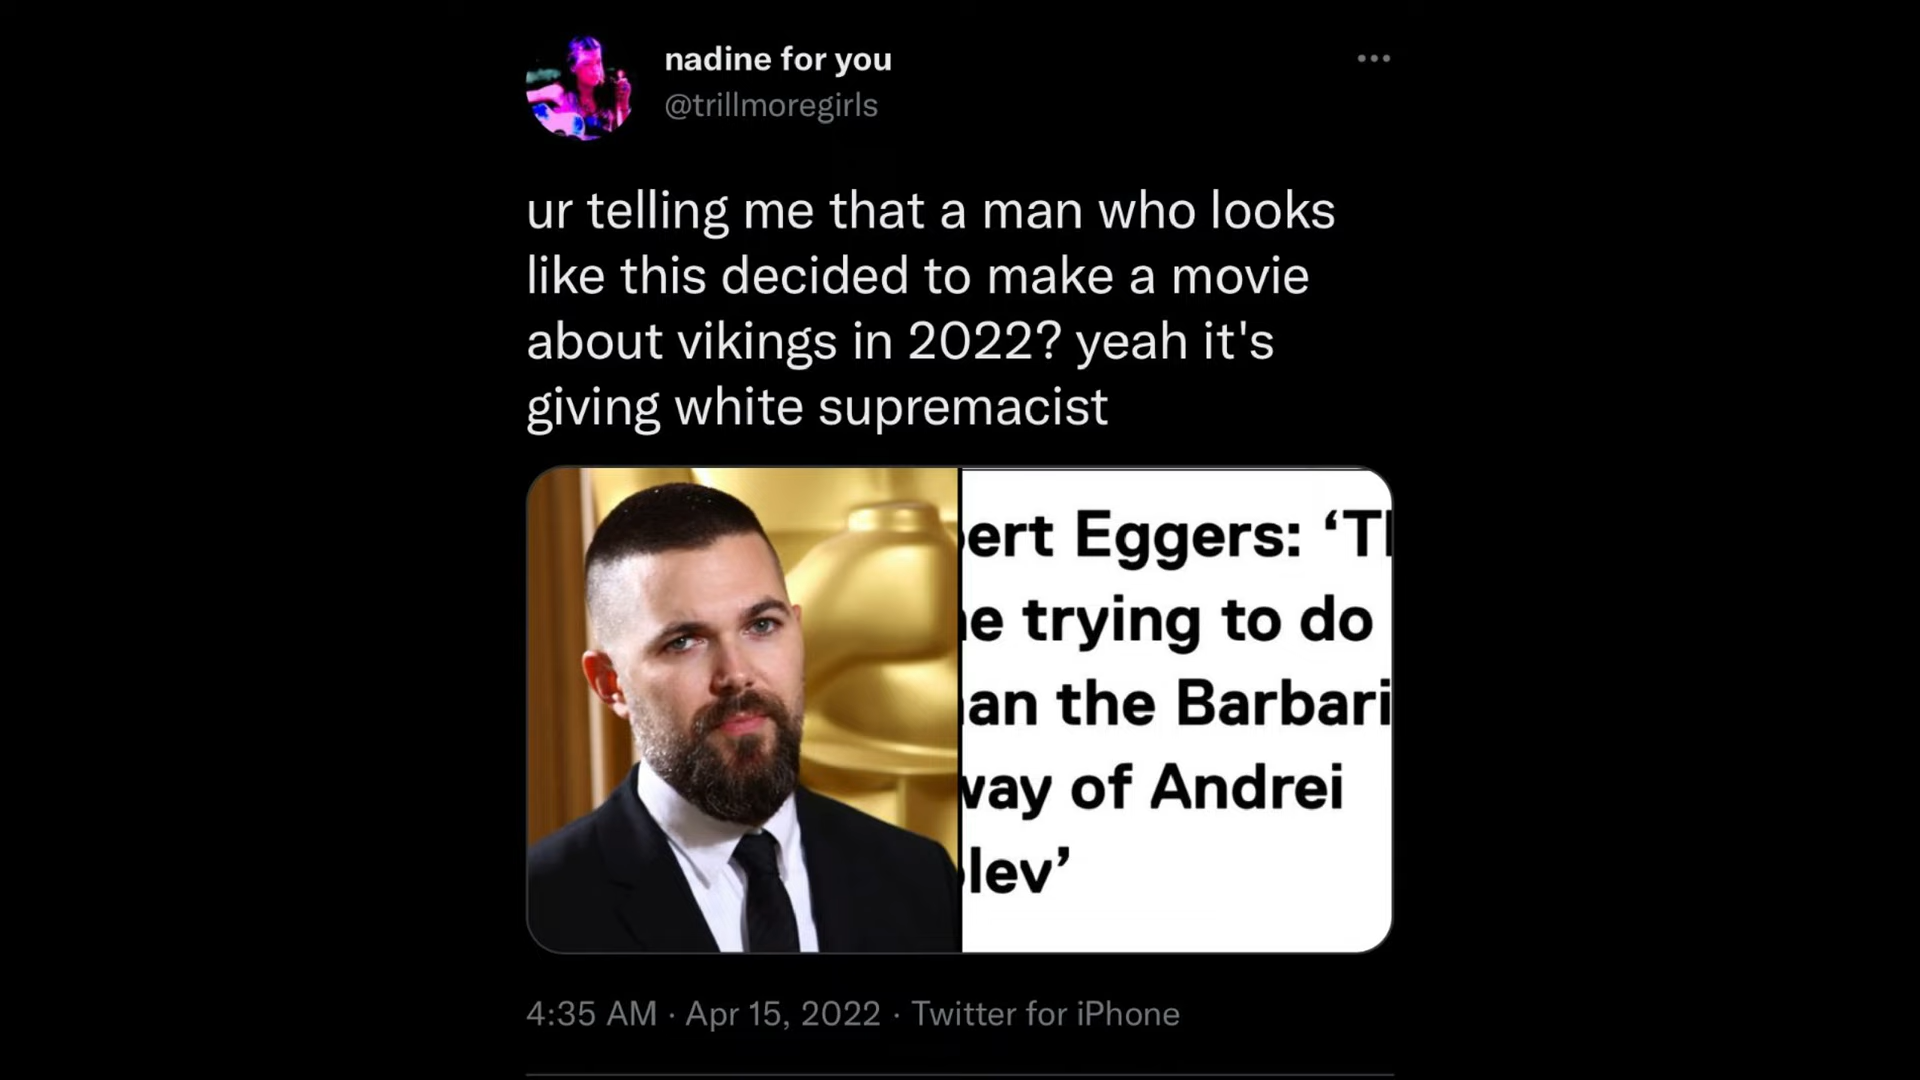 nadine for you
@trillmoregirls
ur telling me that a man who looks
like this decided to make a movie
about vikings in 2022? yeah it's
giving white supremacist
ert Eggers: ‘Th
e trying to do
an the Barbari
way of Andrei
lev’
4:35 AM · Apr 15, 2022 · Twitter for iPhone